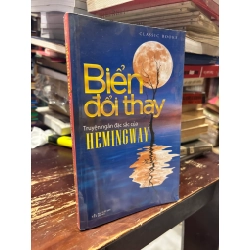 CLASSIC BOOKS
Biển
đổi thay
Truyện ngắn đặc sắc của
HEMINGWAY